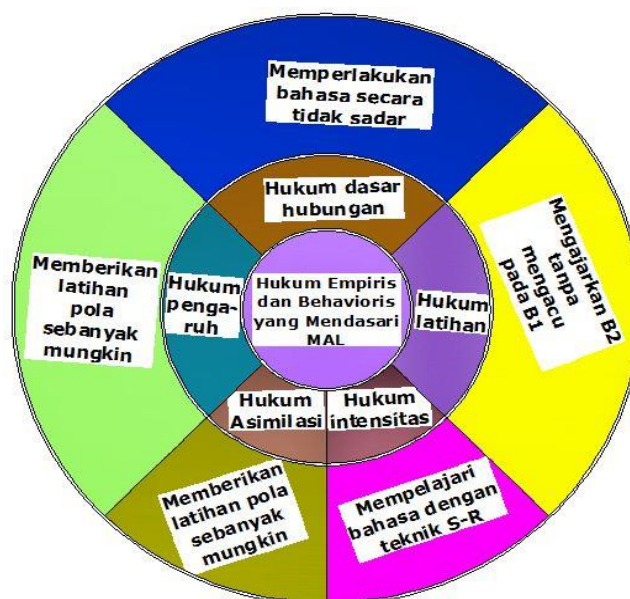 Memperlakukan
bahasa secara
tidak sadar
Hukum dasar
hubungan
Memberikan
latihan
pola
sebanyak
mungkin
Hukum
penga-
ruh
Hukum Empiris
dan Behavioris
yang Mendasari
MAL
Hukum
latihan
Mengajarkan B2
tanpa
mengacu
pada B1
Hukum
Asimilasi
Hukum
intensitas
Memberikan
latihan pola
sebanyak
mungkin
Mempelajari
bahasa dengan
teknik S-R